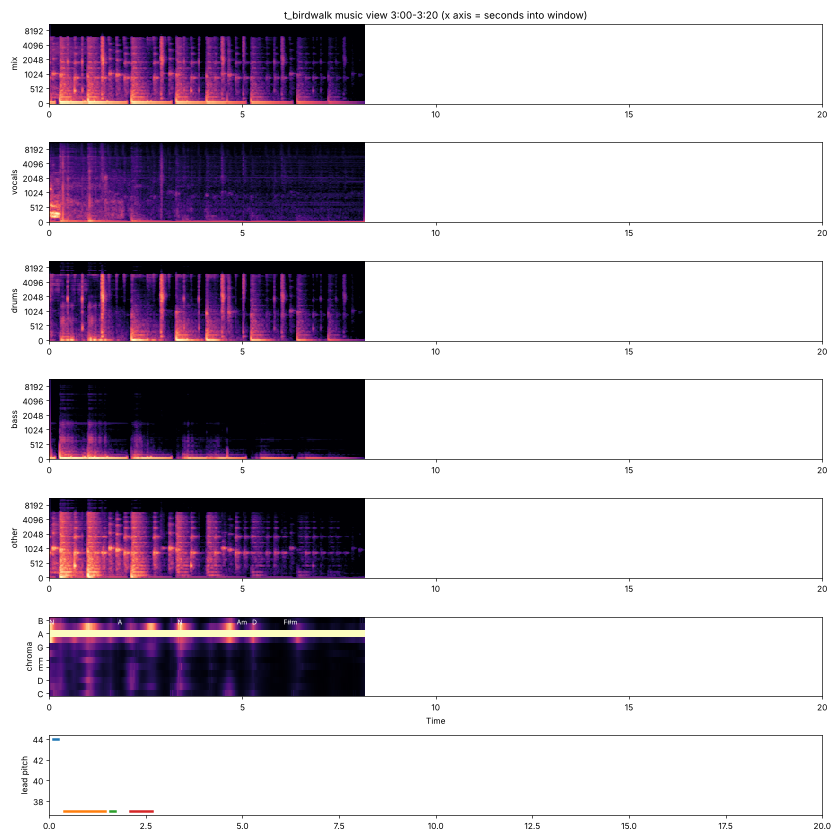 t_birdwalk music view 3:00-3:20 (x axis = seconds into window)
mix
8192
4096
2048
1024
512
0
0 5 10 15 20
vocals
8192
4096
2048
1024
512
0
0 5 10 15 20
drums
8192
4096
2048
1024
512
0
0 5 10 15 20
bass
8192
4096
2048
1024
512
0
0 5 10 15 20
other
8192
4096
2048
1024
512
0
0 5 10 15 20
chroma
B
A
G
E
D
C
N A N Am D F#m
0 5 10 15 20
Time
lead pitch
44
42
40
38
0.0 2.5 5.0 7.5 10.0 12.5 15.0 17.5 20.0